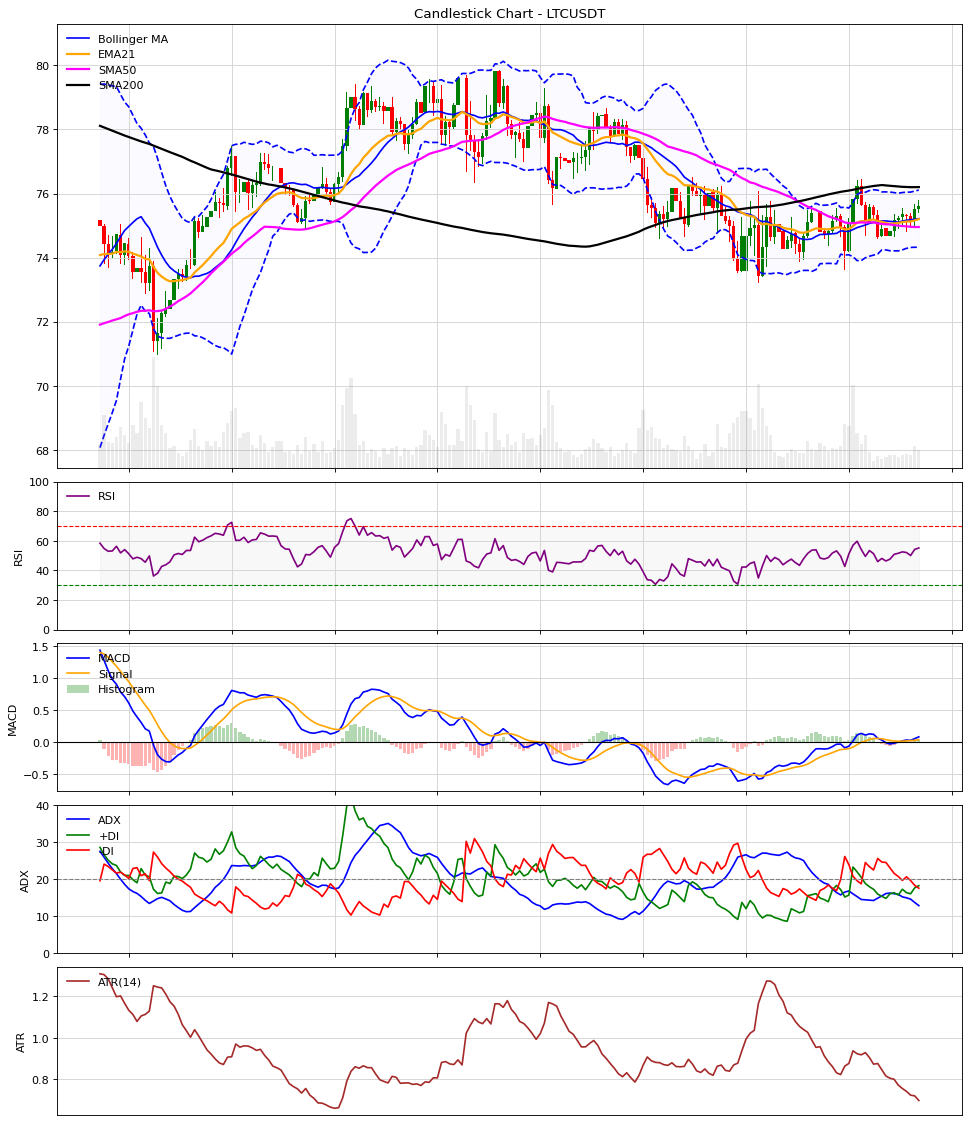 Candlestick Chart - LTCUSDT
Bollinger MA
EMA21
SMA50
SMA200
80
78
76
74
72
70
68
RSI
100
80
60
40
20
0
RSI
MACD
Signal
Histogram
1.5
1.0
0.5
0.0
−0.5
MACD
ADX
+DI
-DI
40
30
20
10
0
ADX
ATR(14)
1.2
1.0
0.8
ATR